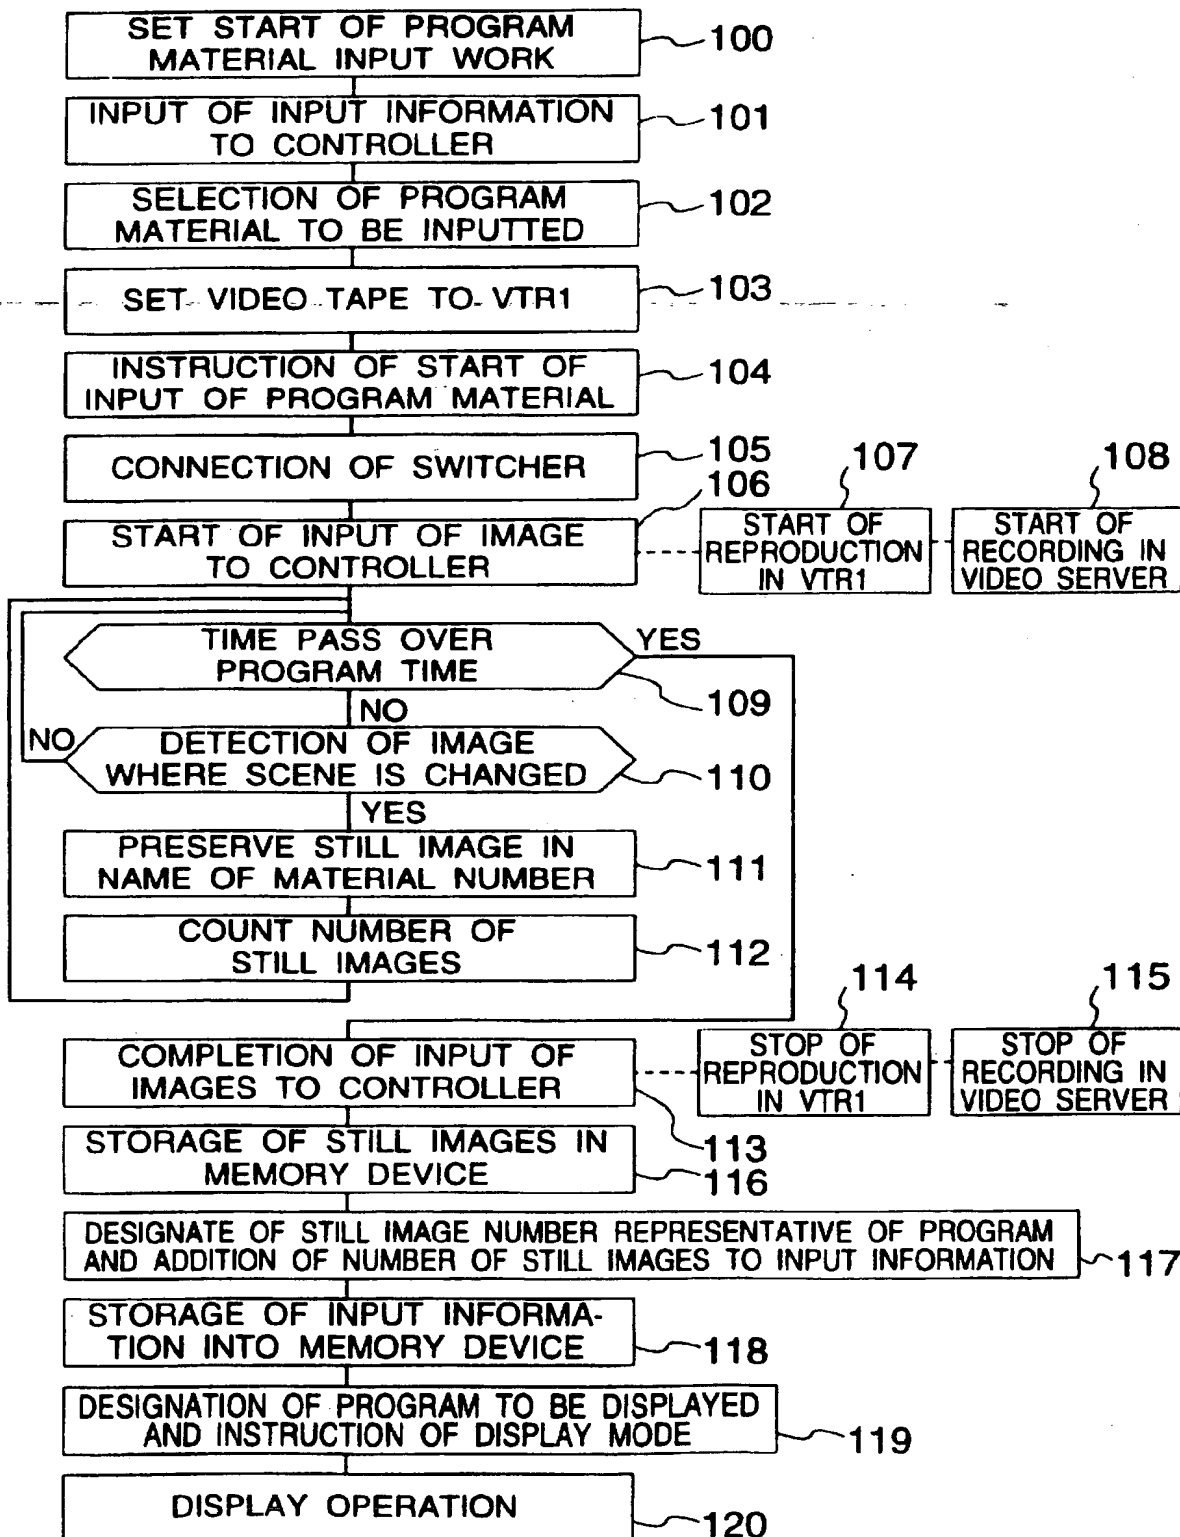 SET START OF PROGRAM
MATERIAL INPUT WORK
100
INPUT OF INPUT INFORMATION
TO CONTROLLER
101
SELECTION OF PROGRAM
MATERIAL TO BE INPUTTED
102
SET VIDEO TAPE TO VTR1
103
INSTRUCTION OF START OF
INPUT OF PROGRAM MATERIAL
104
CONNECTION OF SWITCHER
105
START OF INPUT OF IMAGE
TO CONTROLLER
106
107
START OF
REPRODUCTION
IN VTR1
108
START OF
RECORDING IN
VIDEO SERVER
TIME PASS OVER
PROGRAM TIME
YES
109
NO
DETECTION OF IMAGE
WHERE SCENE IS CHANGED
NO
110
YES
PRESERVE STILL IMAGE IN
NAME OF MATERIAL NUMBER
111
COUNT NUMBER OF
STILL IMAGES
112
COMPLETION OF INPUT OF
IMAGES TO CONTROLLER
113
114
STOP OF
REPRODUCTION
IN VTR1
115
STOP OF
RECORDING IN
VIDEO SERVER
STORAGE OF STILL IMAGES IN
MEMORY DEVICE
116
DESIGNATE OF STILL IMAGE NUMBER REPRESENTATIVE OF PROGRAM
AND ADDITION OF NUMBER OF STILL IMAGES TO INPUT INFORMATION
117
STORAGE OF INPUT INFORMA-
TION INTO MEMORY DEVICE
118
DESIGNATION OF PROGRAM TO BE DISPLAYED
AND INSTRUCTION OF DISPLAY MODE
119
DISPLAY OPERATION
120